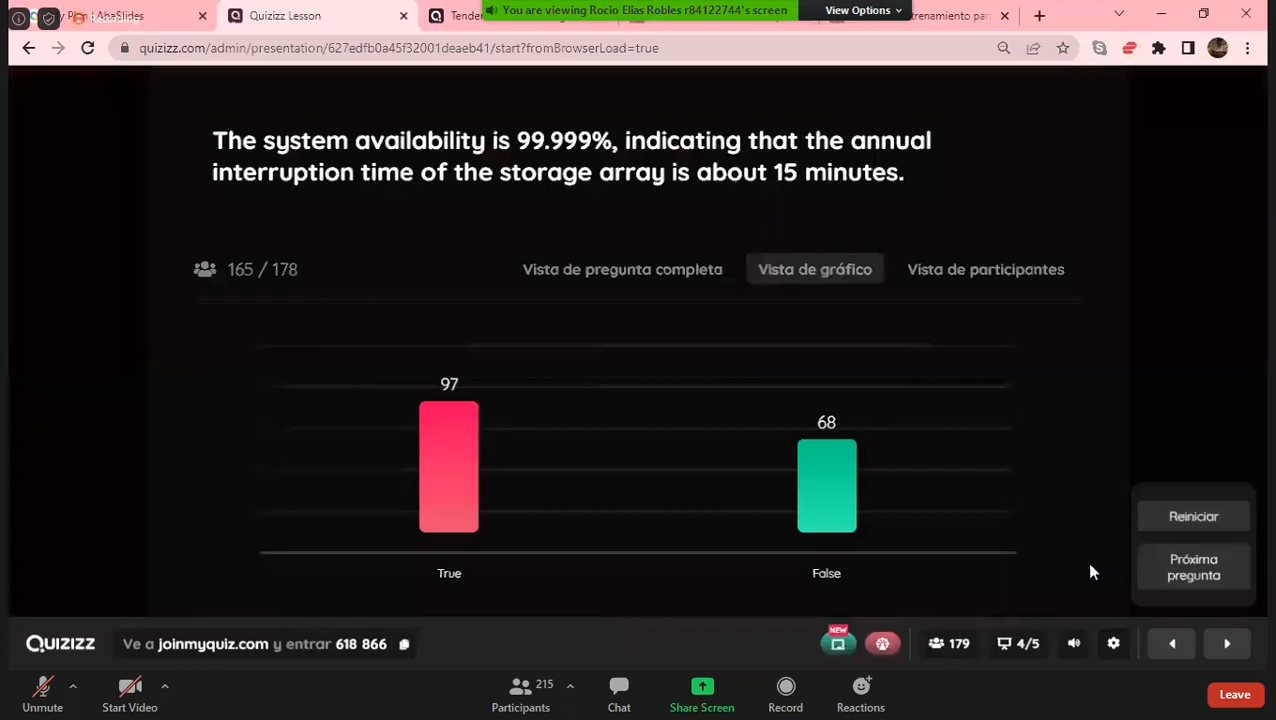 Quizizz Lesson
You are viewing Rocio Elias Robles r84122744's screen
View Options
quizizz.com/admin/presentation/627edfb0a45f32001deaeb41/start?fromBrowserLoad=true
The system availability is 99.999%, indicating that the annual
interruption time of the storage array is about 15 minutes.
165 / 178
Vista de pregunta completa
Vista de gráfico
Vista de participantes
97
68
True
False
Reiniciar
Próxima
pregunta
QUIZIZZ
Ve a joinmyquiz.com y entrar 618 866
NEW
179
4/5
Unmute
Start Video
Participants
215
Chat
Share Screen
Record
Reactions
Leave